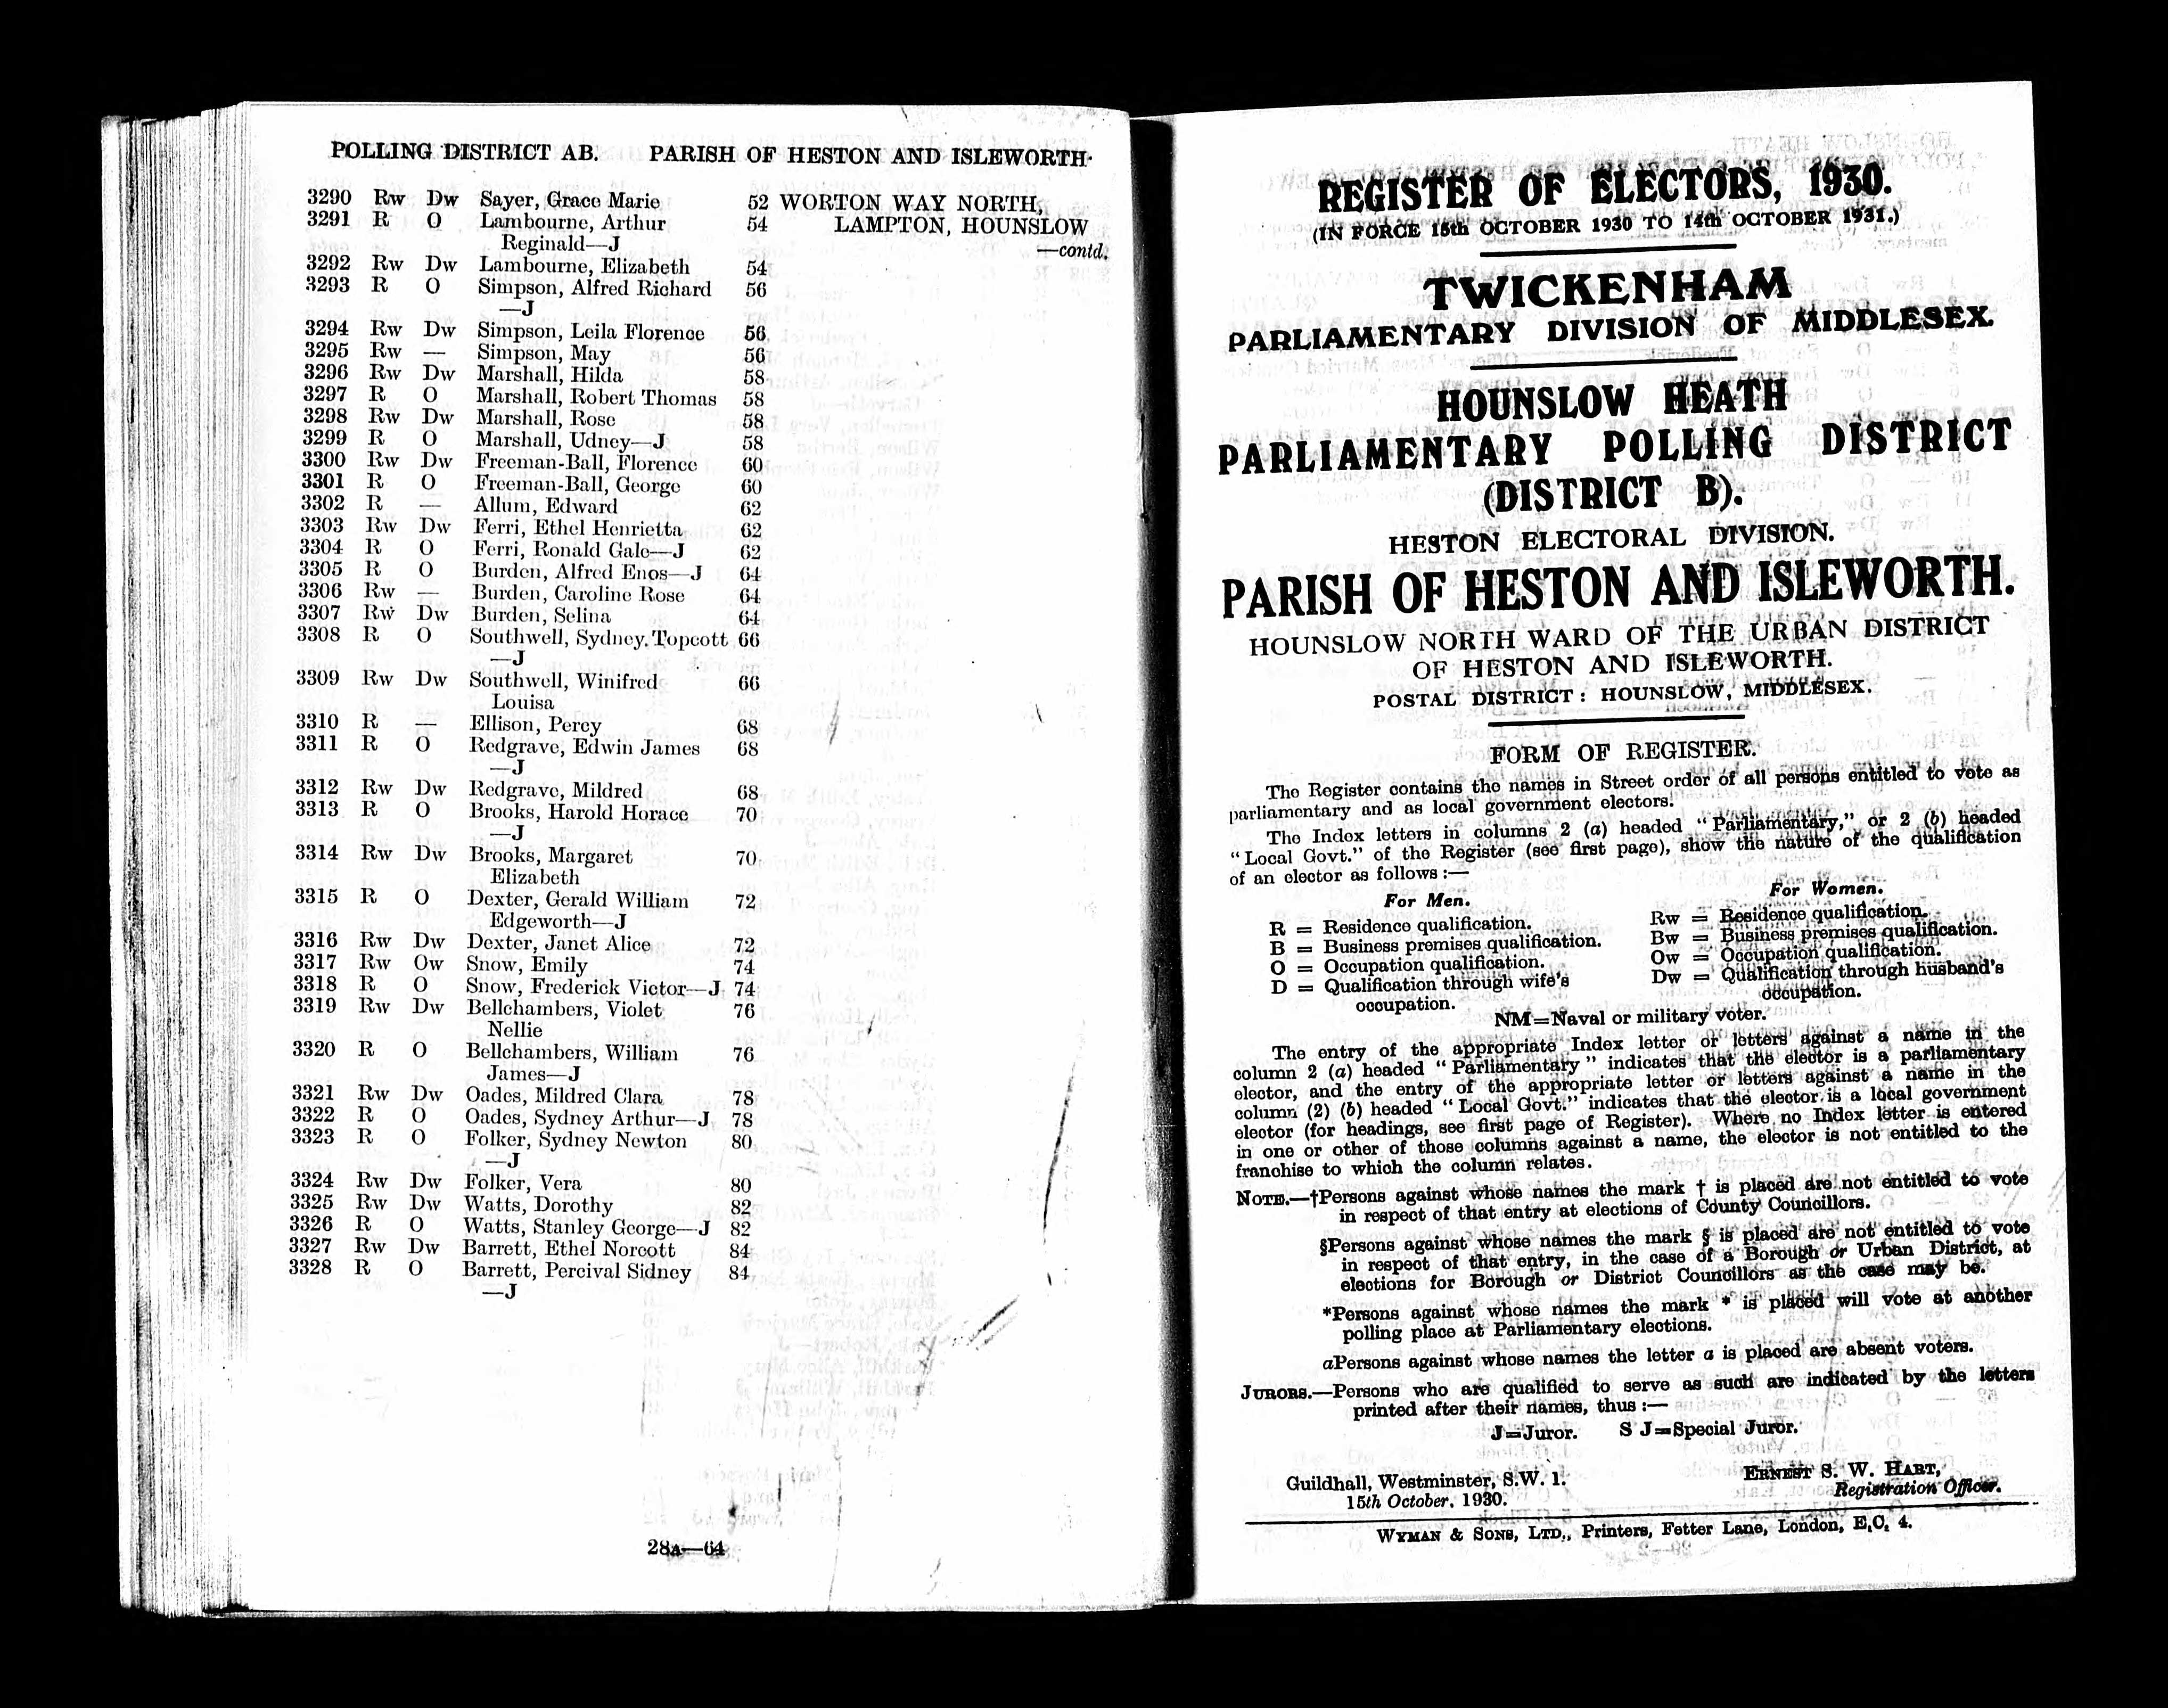 POLLING DISTRICT AB. PARISH OF HESTON AND ISLEWORTH
3290 Rw Dw Sayer, Grace Marie 52 WORTON WAY NORTH,
3291 R O Lambourne, Arthur 54 LAMPTON, HOUNSLOW
Reginald—J —contd.
3292 Rw Dw Lambourne, Elizabeth 54
3293 R O Simpson, Alfred Richard 56
—J
3294 Rw Dw Simpson, Leila Florence 56
3295 Rw — Simpson, May 56
3296 Rw Dw Marshall, Hilda 58
3297 R O Marshall, Robert Thomas 58
3298 Rw Dw Marshall, Rose 58
3299 R O Marshall, Udney—J 58
3300 Rw Dw Freeman-Ball, Florence 60
3301 R O Freeman-Ball, George 60
3302 R — Allum, Edward 62
3303 Rw Dw Ferri, Ethel Henrietta 62
3304 R O Ferri, Ronald Gale—J 62
3305 R O Burden, Alfred Enos—J 64
3306 Rw — Burden, Caroline Rose 64
3307 Rw Dw Burden, Selina 64
3308 R O Southwell, Sydney Topcott 66
—J
3309 Rw Dw Southwell, Winifred 66
Louisa
3310 R — Ellison, Percy 68
3311 R O Redgrave, Edwin James 68
—J
3312 Rw Dw Redgrave, Mildred 68
3313 R O Brooks, Harold Horace 70
—J
3314 Rw Dw Brooks, Margaret 70
Elizabeth
3315 R O Dexter, Gerald William 72
Edgeworth—J
3316 Rw Dw Dexter, Janet Alice 72
3317 Rw Ow Snow, Emily 74
3318 R O Snow, Frederick Victor—J 74
3319 Rw Dw Bellchambers, Violet 76
Nellie
3320 R O Bellchambers, William 76
James—J
3321 Rw Dw Oades, Mildred Clara 78
3322 R O Oades, Sydney Arthur—J 78
3323 R O Folker, Sydney Newton 80
—J
3324 Rw Dw Folker, Vera 80
3325 Rw Dw Watts, Dorothy 82
3326 R O Watts, Stanley George—J 82
3327 Rw Dw Barrett, Ethel Norcott 84
3328 R O Barrett, Percival Sidney 84
—J
28A—64
REGISTER OF ELECTORS, 1930.
(IN FORCE 15th OCTOBER 1930 TO 14th OCTOBER 1931.)
TWICKENHAM
PARLIAMENTARY DIVISION OF MIDDLESEX.
HOUNSLOW HEATH
PARLIAMENTARY POLLING DISTRICT
(DISTRICT B).
HESTON ELECTORAL DIVISION.
PARISH OF HESTON AND ISLEWORTH.
HOUNSLOW NORTH WARD OF THE URBAN DISTRICT
OF HESTON AND ISLEWORTH.
POSTAL DISTRICT: HOUNSLOW, MIDDLESEX.
FORM OF REGISTER.
The Register contains the names in Street order of all persons entitled to vote as
parliamentary and as local government electors.
The Index letters in columns 2 (a) headed "Parliamentary," or 2 (b) headed
"Local Govt." of the Register (see first page), show the nature of the qualification
of an elector as follows:—
For Men. For Women.
R = Residence qualification. Rw = Residence qualification.
B = Business premises qualification. Bw = Business premises qualification.
O = Occupation qualification. Ow = Occupation qualification.
D = Qualification through wife's Dw = Qualification through husband's
occupation. occupation.
NM=Naval or military voter.
The entry of the appropriate Index letter or letters against a name in the
column 2 (a) headed "Parliamentary" indicates that the elector is a parliamentary
elector, and the entry of the appropriate letter or letters against a name in the
column (2) (b) headed "Local Govt." indicates that the elector is a local government
elector (for headings, see first page of Register). Where no Index letter is entered
in one or other of those columns against a name, the elector is not entitled to the
franchise to which the column relates.
NOTE.—†Persons against whose names the mark † is placed are not entitled to vote
in respect of that entry at elections of County Councillors.
§Persons against whose names the mark § is placed are not entitled to vote
in respect of that entry, in the case of a Borough or Urban District, at
elections for Borough or District Councillors as the case may be.
*Persons against whose names the mark * is placed will vote at another
polling place at Parliamentary elections.
aPersons against whose names the letter a is placed are absent voters.
JURORS.—Persons who are qualified to serve as such are indicated by the letters
printed after their names, thus:—
J=Juror. S J=Special Juror.
Guildhall, Westminster, S.W. 1. ERNEST S. W. HART,
15th October, 1930. Registration Officer.
WYMAN & SONS, LTD., Printers, Fetter Lane, London, E.C. 4.